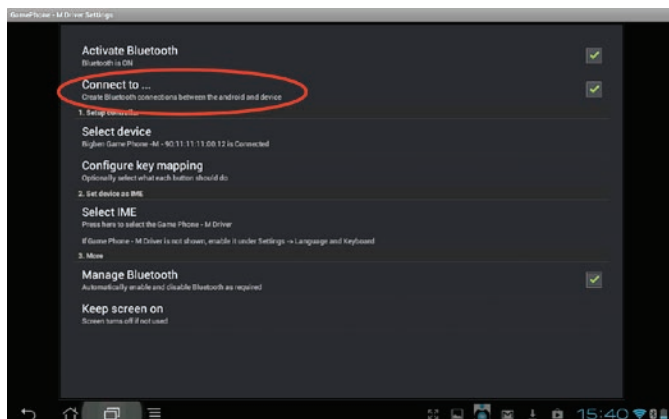 GamePhone - M Driver Settings
Activate Bluetooth
Bluetooth is ON
Connect to ...
Create Bluetooth connections between the android and device
1. Setup controller
Select device
Bigben Game Phone -M - 90:11:11:11:08:12 is Connected
Configure key mapping
Optionally select what each button should do
2. Set device as IME
Select IME
Press here to select the Game Phone - M Driver
If Game Phone - M Driver is not shown, enable it under Settings -> Language and Keyboard
3. More
Manage Bluetooth
Automatically enable and disable Bluetooth as required
Keep screen on
Screen turns off if not used
15:40